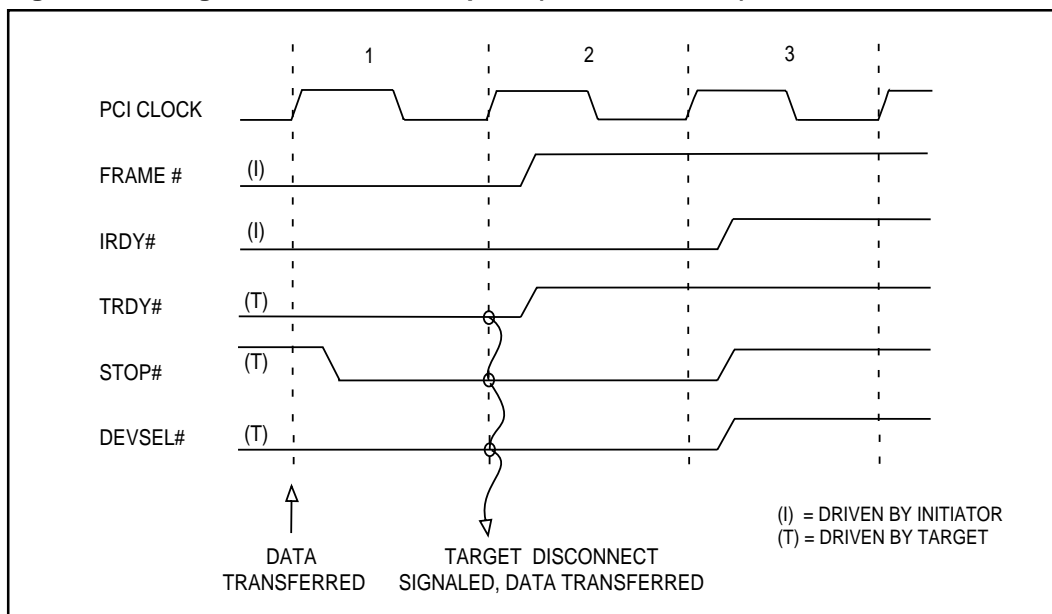 1 2 3
PCI CLOCK
FRAME # (I)
IRDY# (I)
TRDY# (T)
STOP# (T)
DEVSEL# (T)
(I) = DRIVEN BY INITIATOR
(T) = DRIVEN BY TARGET
DATA
TRANSFERRED
TARGET DISCONNECT
SIGNALED, DATA TRANSFERRED